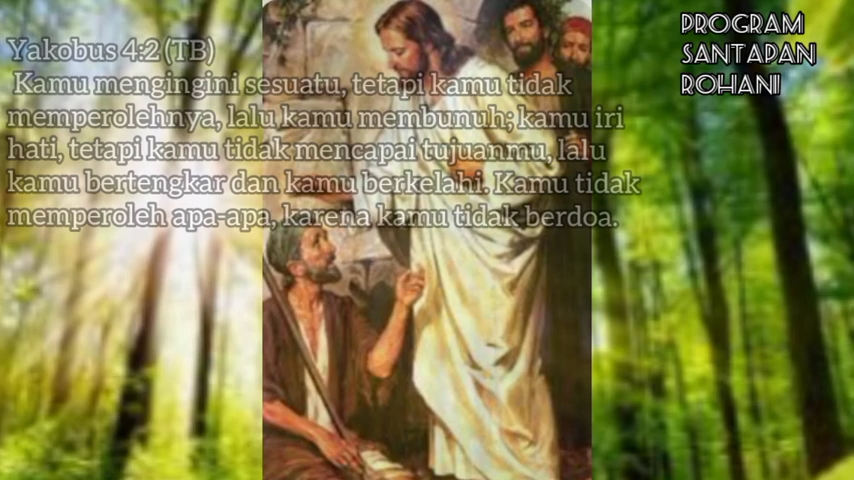 Yakobus 4:2 (TB)
Kamu mengingini sesuatu, tetapi kamu tidak
memperolehnya, lalu kamu membunuh; kamu iri
hati, tetapi kamu tidak mencapai tujuanmu, lalu
kamu bertengkar dan kamu berkelahi. Kamu tidak
memperoleh apa-apa, karena kamu tidak berdoa.
PROGRAM
SANTAPAN
ROHANI